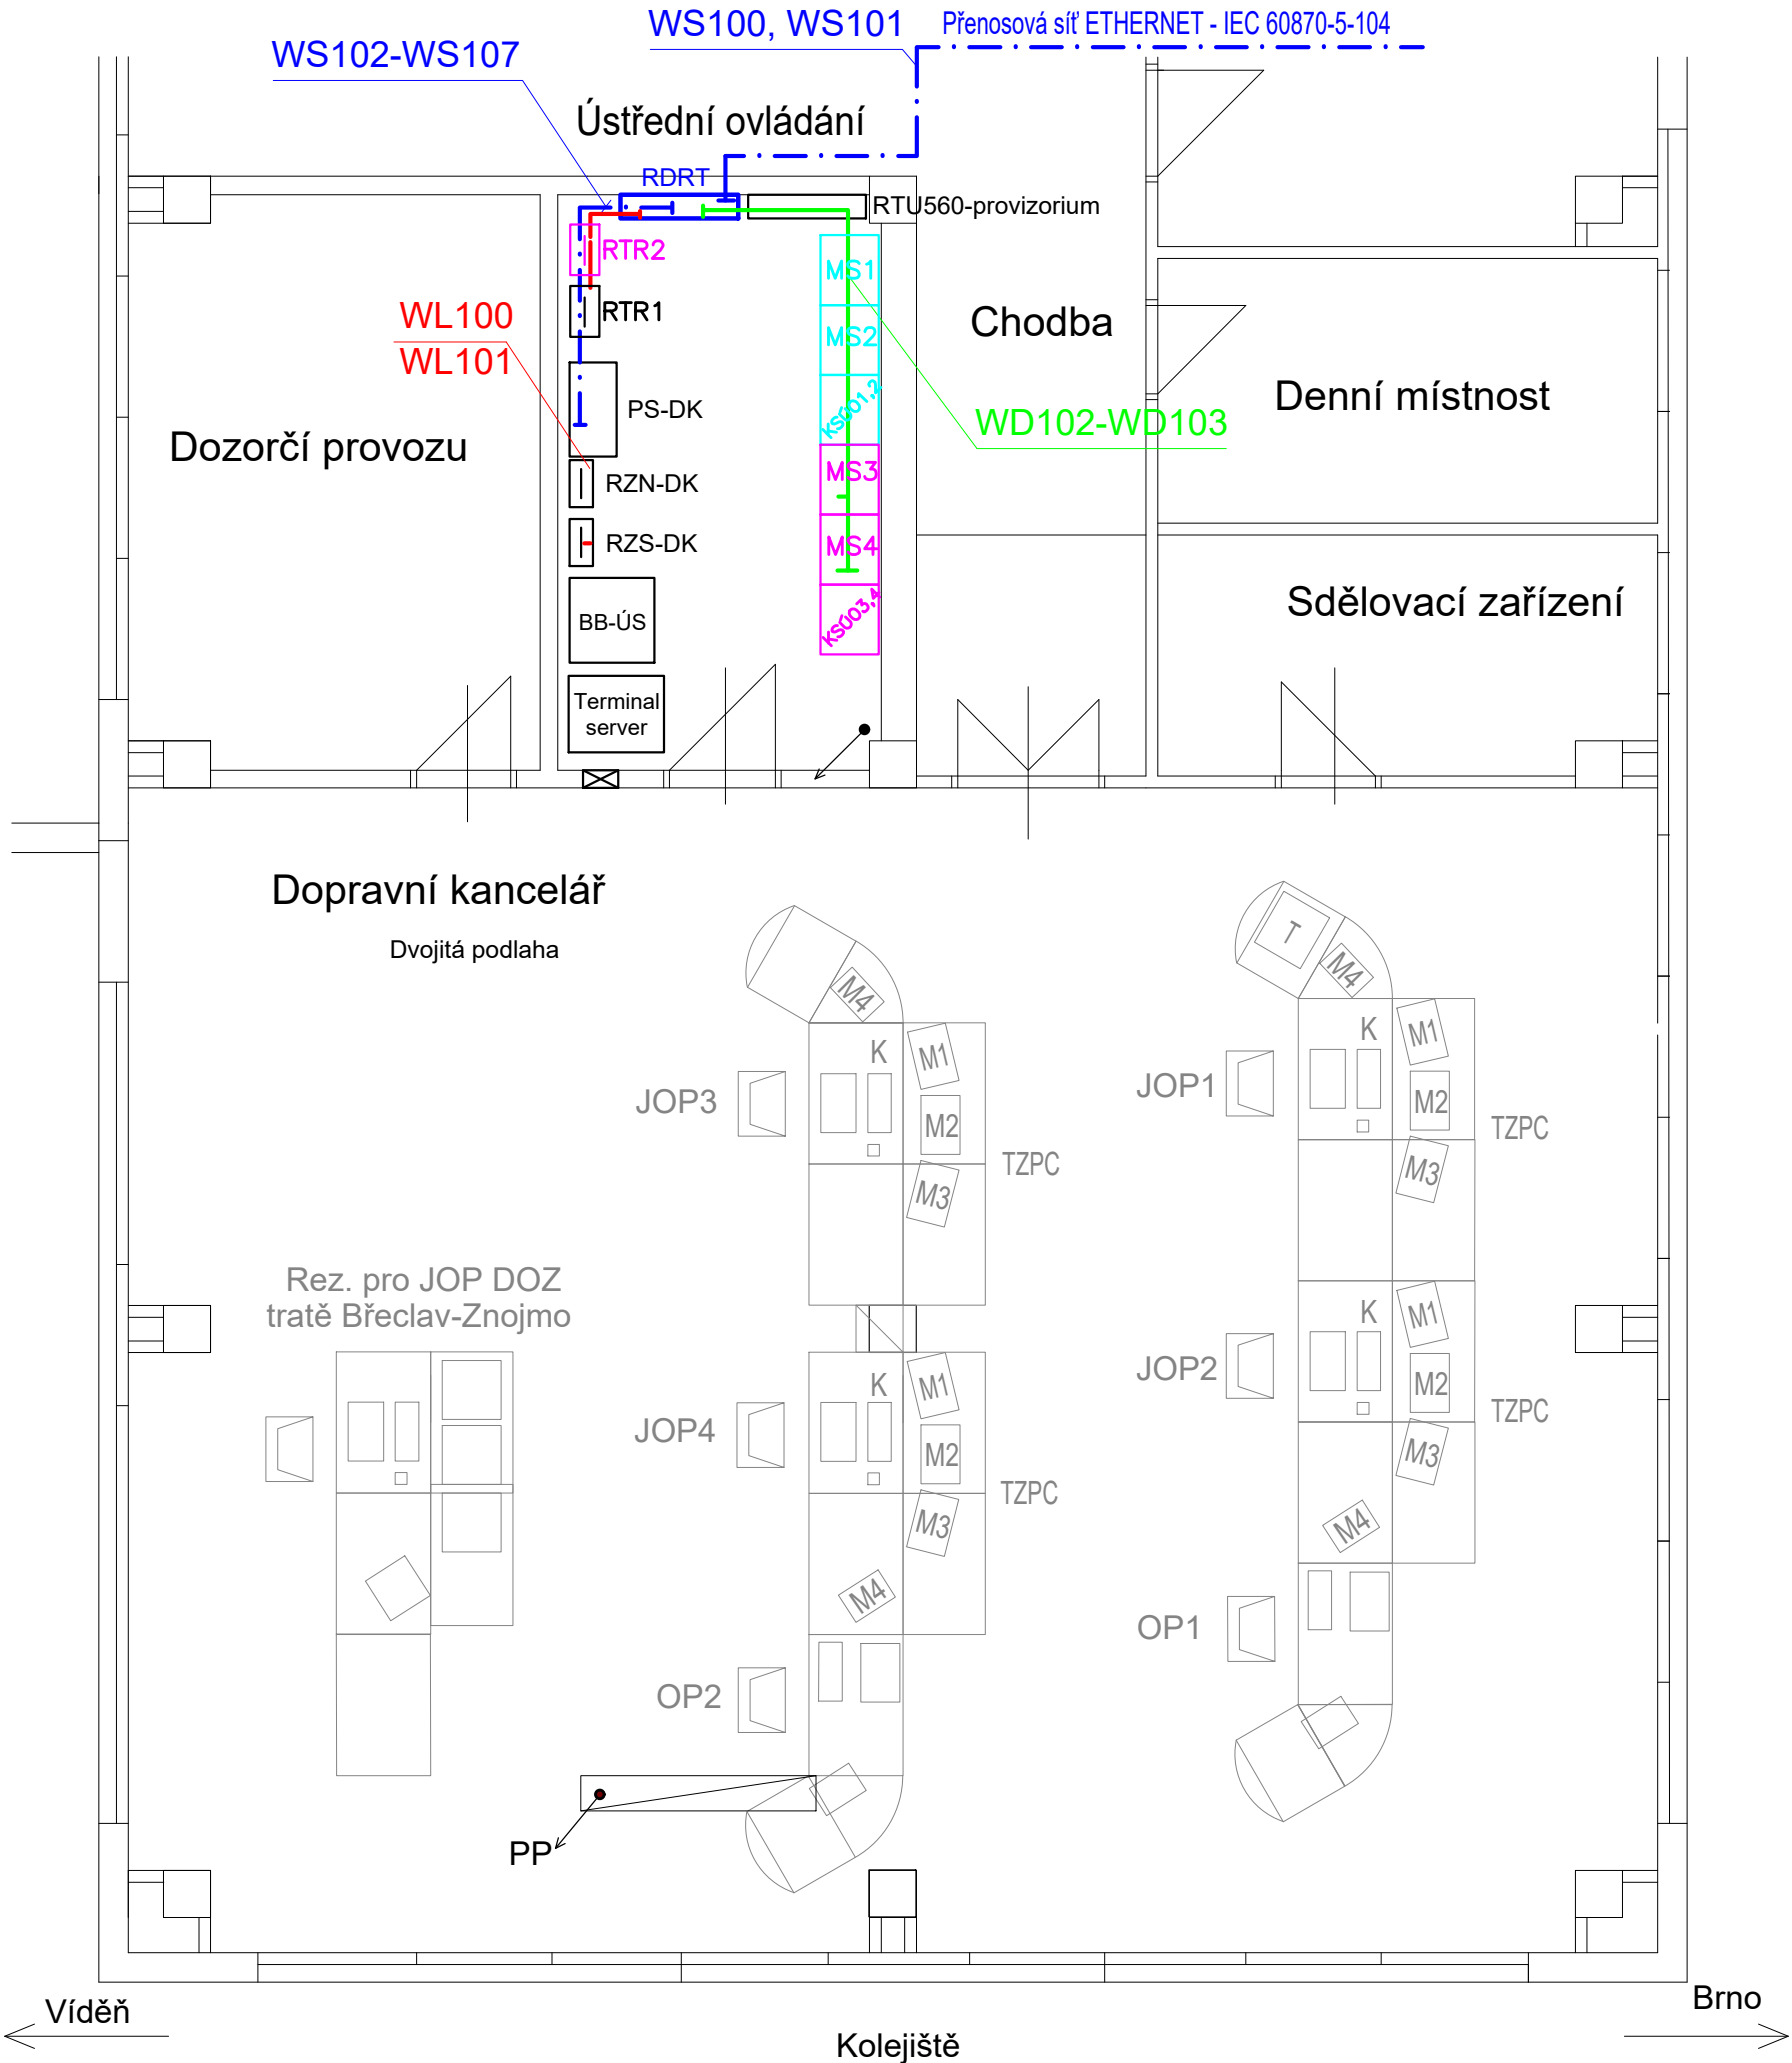 WS100, WS101
Přenosová síť ETHERNET - IEC 60870-5-104
WS102-WS107
Ústřední ovládání
RDRT
RTU560-provizorium
RTR2
MS1
WL100
RTR1
Chodba
MS2
WL101
Denní místnost
PS-DK
KS001,2
WD102-WD103
Dozorčí provozu
MS3
RZN-DK
RZS-DK
MS4
Sdělovací zařízení
BB-ÚS
KS003,4
Terminal
server
Dopravní kancelář
Dvojitá podlaha
T
M4
M4
K
M1
K
M1
JOP3
M2
JOP1
M2
TZPC
TZPC
M3
M3
Rez. pro JOP DOZ
tratě Břeclav-Znojmo
K
M1
K
M1
JOP4
M2
JOP2
M2
TZPC
TZPC
M3
M3
M4
M4
OP2
OP1
PP
Víděň
Brno
Kolejiště